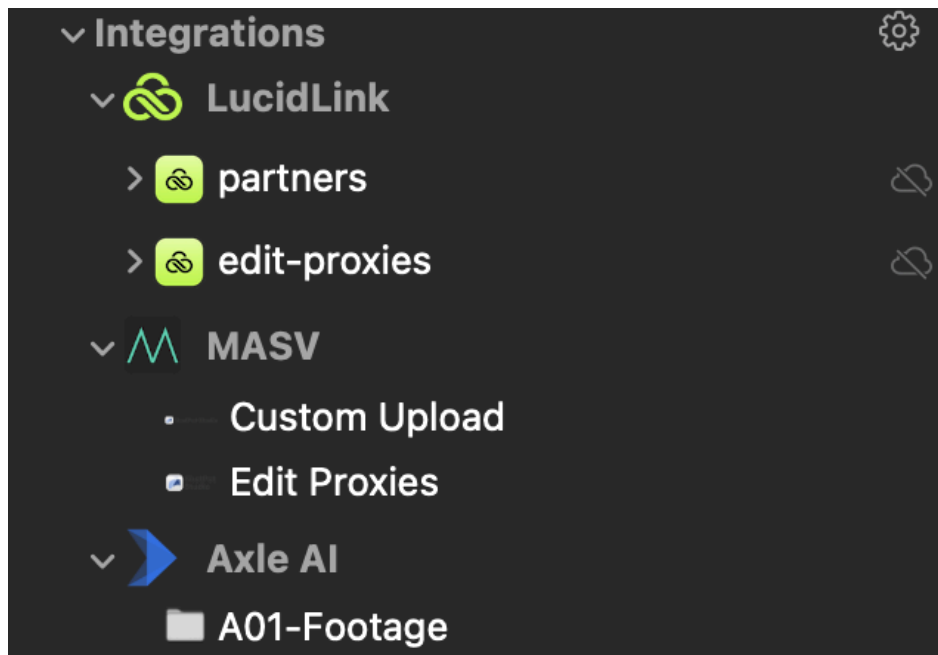 Integrations
LucidLink
partners
edit-proxies
MASV
Custom Upload
Edit Proxies
Axle AI
A01-Footage